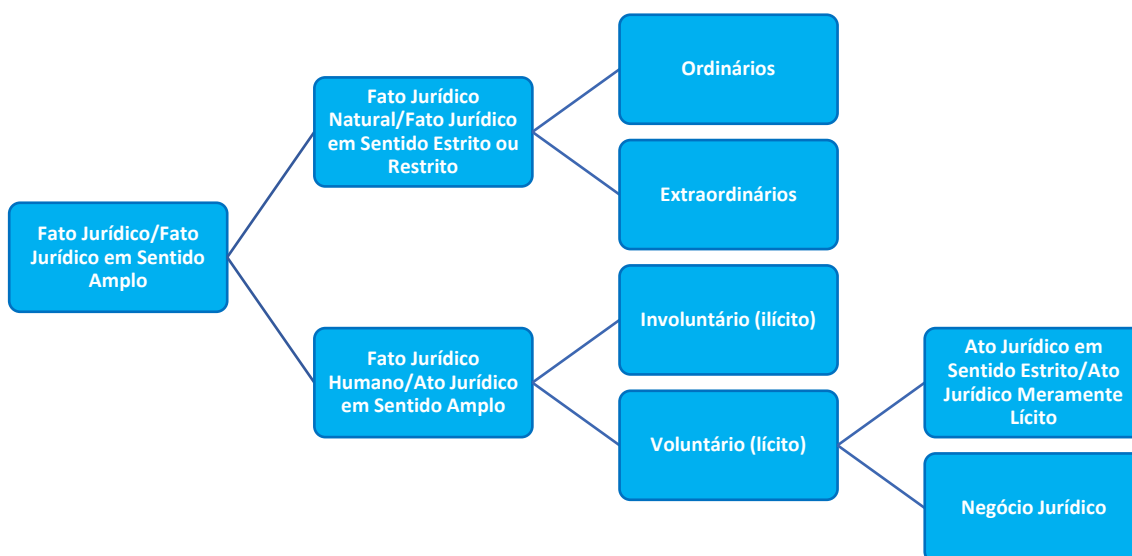 Ordinários
Fato Jurídico
Natural/Fato Jurídico
em Sentido Estrito ou
Restrito
Extraordinários
Fato Jurídico/Fato
Jurídico em Sentido
Amplo
Involuntário (ilícito)
Fato Jurídico
Humano/Ato Jurídico
em Sentido Amplo
Ato Jurídico em
Sentido Estrito/Ato
Jurídico Meramente
Lícito
Voluntário (lícito)
Negócio Jurídico